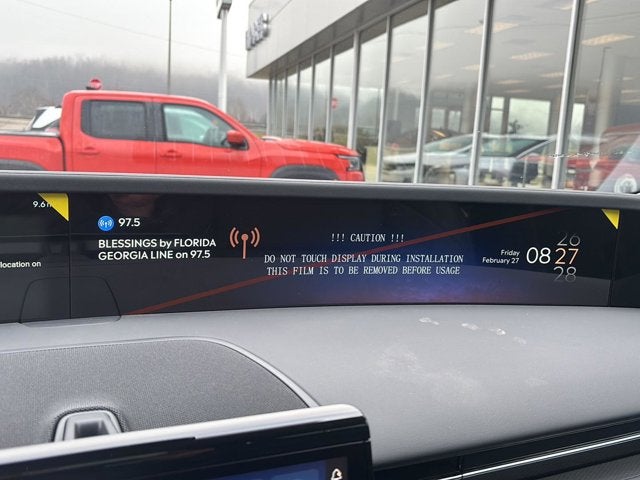 9.6
location on
97.5
BLESSINGS by FLORIDA
GEORGIA LINE on 97.5
!!! CAUTION !!!
DO NOT TOUCH DISPLAY DURING INSTALLATION
THIS FILM IS TO BE REMOVED BEFORE USAGE
Friday
February 27
08
26
27
28